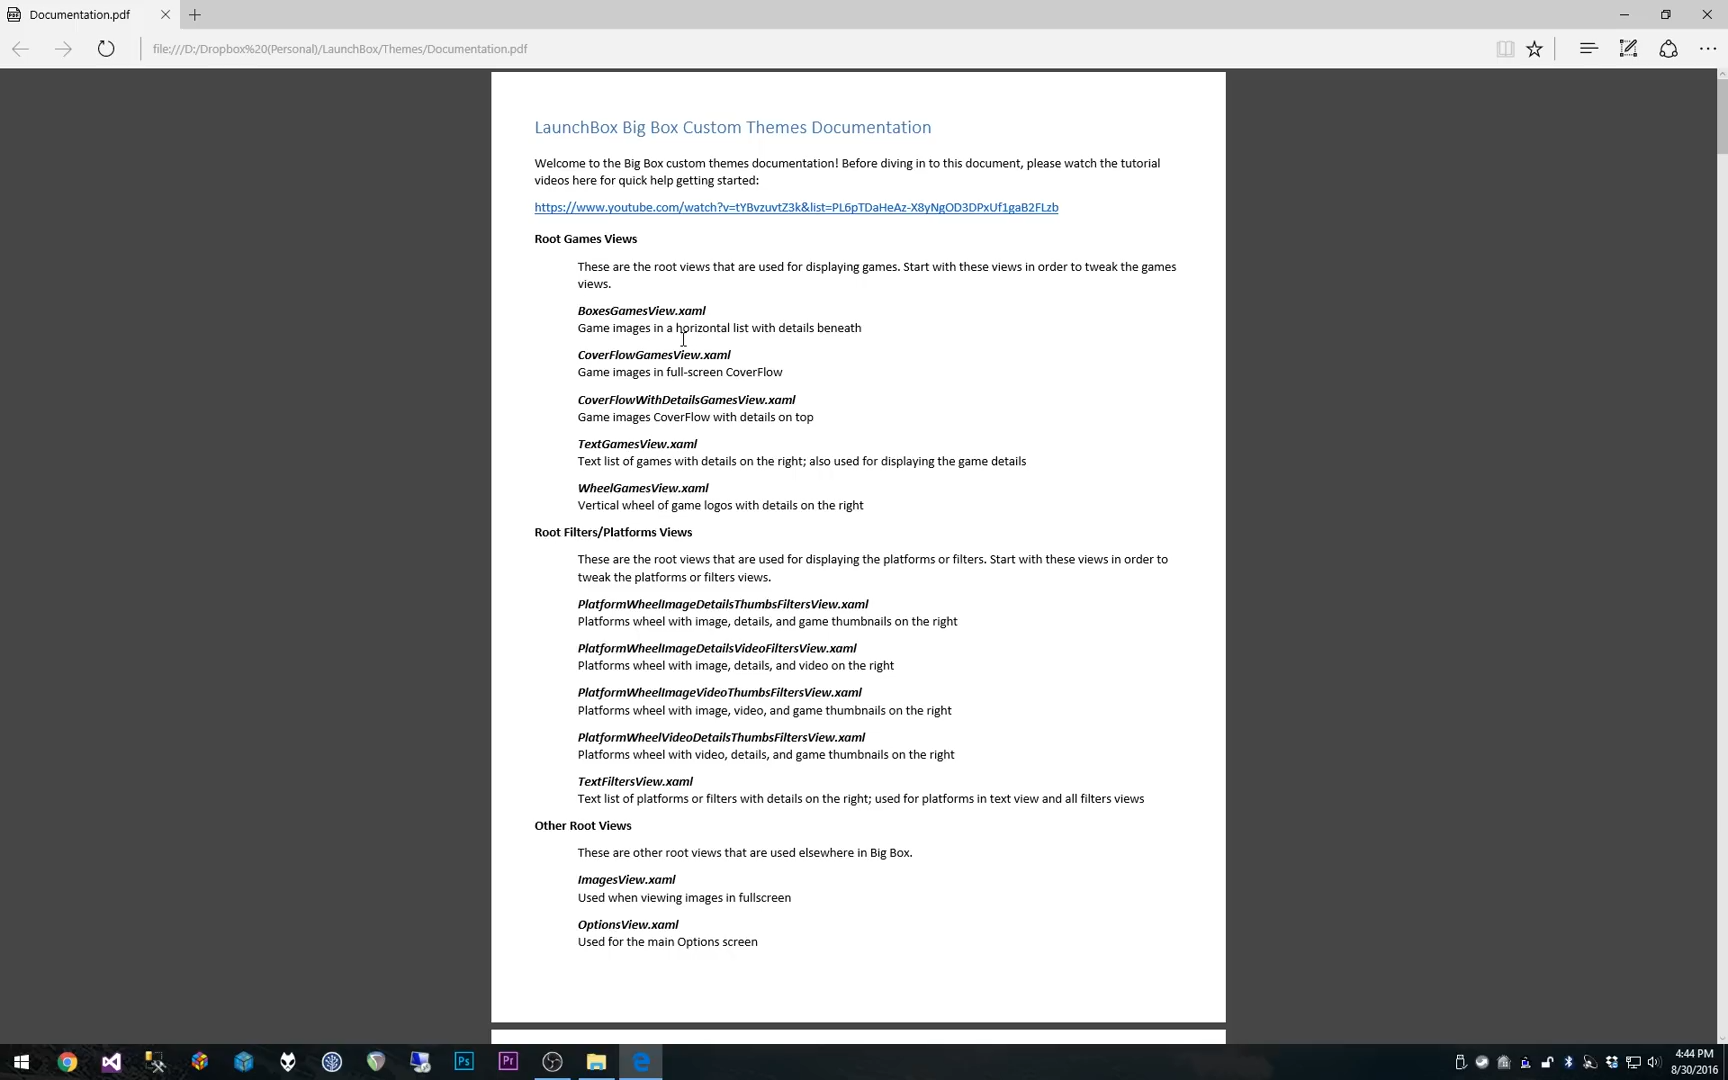 Documentation.pdf
file:///D:/Dropbox%20(Personal)/LaunchBox/Themes/Documentation.pdf
LaunchBox Big Box Custom Themes Documentation
Welcome to the Big Box custom themes documentation! Before diving in to this document, please watch the tutorial
videos here for quick help getting started:
https://www.youtube.com/watch?v=tYBvzuvtZ3k&list=PL6pTDaHeAz-X8yNgOD3DPxUf1gaB2FLzb
Root Games Views
These are the root views that are used for displaying games. Start with these views in order to tweak the games
views.
BoxesGamesView.xaml
Game images in a horizontal list with details beneath
CoverFlowGamesView.xaml
Game images in full-screen CoverFlow
CoverFlowWithDetailsGamesView.xaml
Game images CoverFlow with details on top
TextGamesView.xaml
Text list of games with details on the right; also used for displaying the game details
WheelGamesView.xaml
Vertical wheel of game logos with details on the right
Root Filters/Platforms Views
These are the root views that are used for displaying the platforms or filters. Start with these views in order to
tweak the platforms or filters views.
PlatformWheelImageDetailsThumbsFiltersView.xaml
Platforms wheel with image, details, and game thumbnails on the right
PlatformWheelImageDetailsVideoFiltersView.xaml
Platforms wheel with image, details, and video on the right
PlatformWheelImageVideoThumbsFiltersView.xaml
Platforms wheel with image, video, and game thumbnails on the right
PlatformWheelVideoDetailsThumbsFiltersView.xaml
Platforms wheel with video, details, and game thumbnails on the right
TextFiltersView.xaml
Text list of platforms or filters with details on the right; used for platforms in text view and all filters views
Other Root Views
These are other root views that are used elsewhere in Big Box.
ImagesView.xaml
Used when viewing images in fullscreen
OptionsView.xaml
Used for the main Options screen
Ps
Pr
4:44 PM
8/30/2016